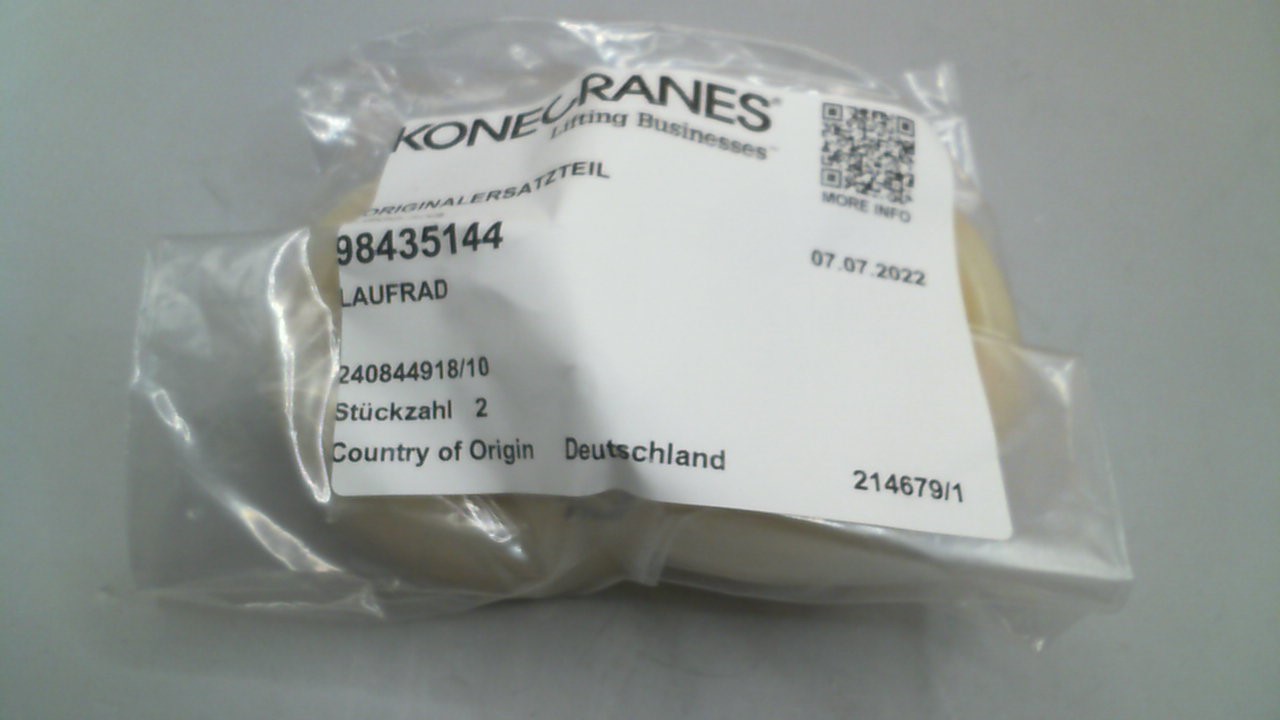 KONECRANES®
Lifting Businesses™
MORE INFO
ORIGINALERSATZTEIL
98435144
07.07.2022
LAUFRAD
240844918/10
Stückzahl 2
Country of Origin Deutschland
214679/1